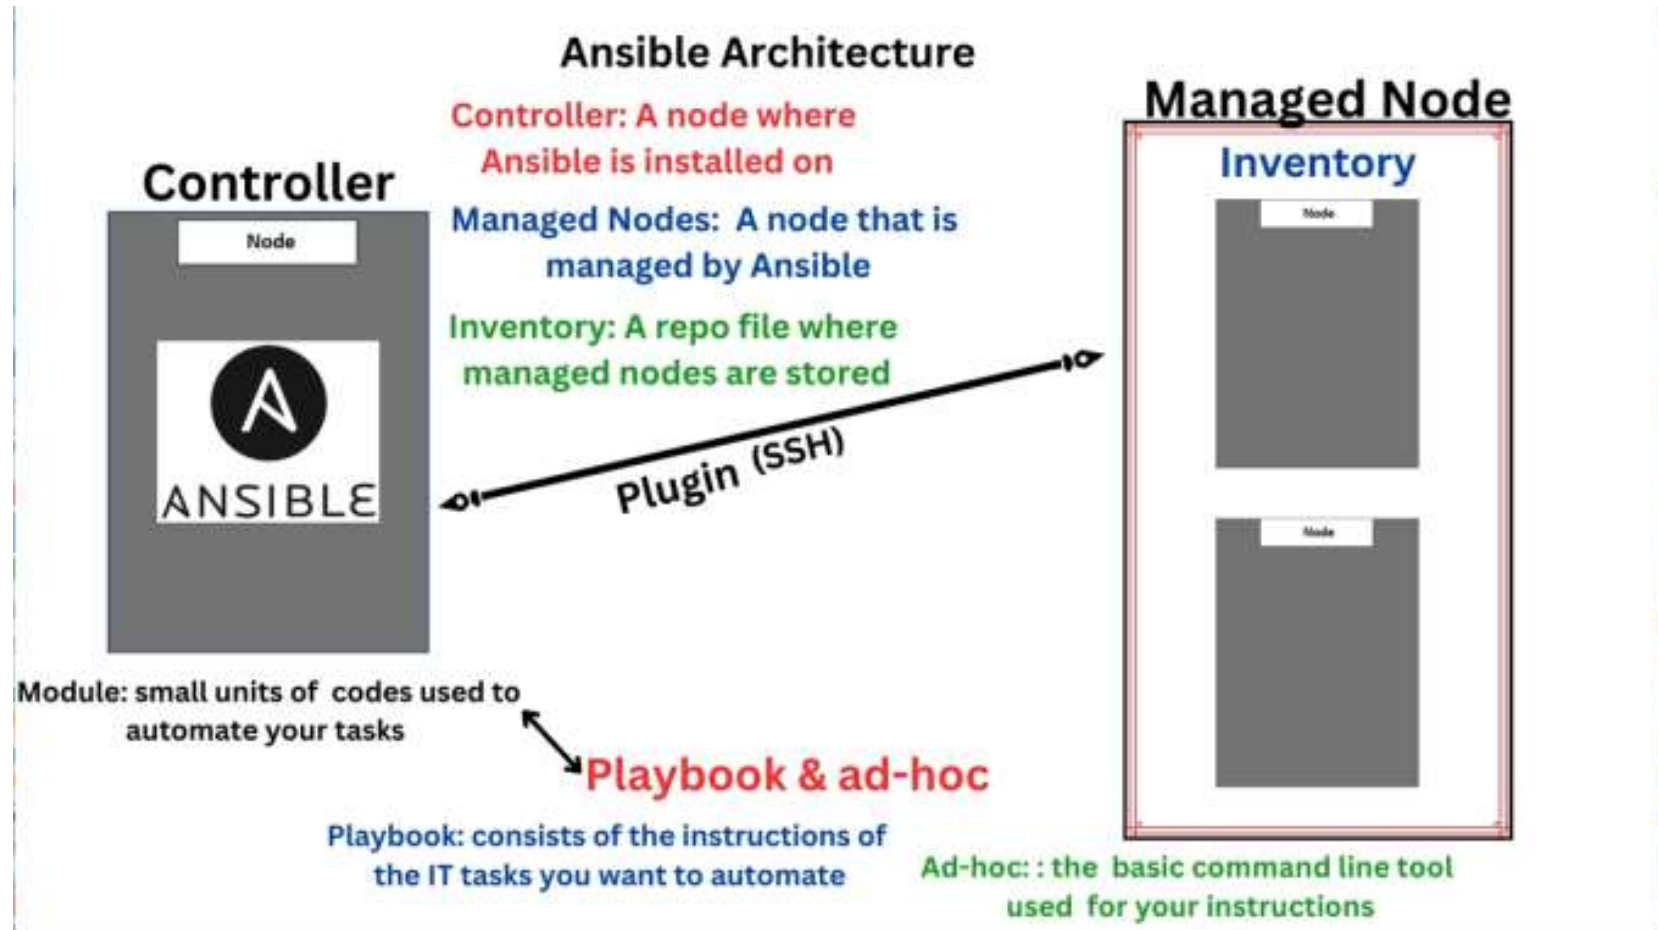 Ansible Architecture
Controller: A node where
Ansible is installed on
Managed Nodes: A node that is
managed by Ansible
Inventory: A repo file where
managed nodes are stored
Controller
Node
ANSIBLE
Plugin (SSH)
Managed Node
Inventory
Node
Node
Module: small units of codes used to
automate your tasks
Playbook & ad-hoc
Playbook: consists of the instructions of
the IT tasks you want to automate
Ad-hoc: : the basic command line tool
used for your instructions